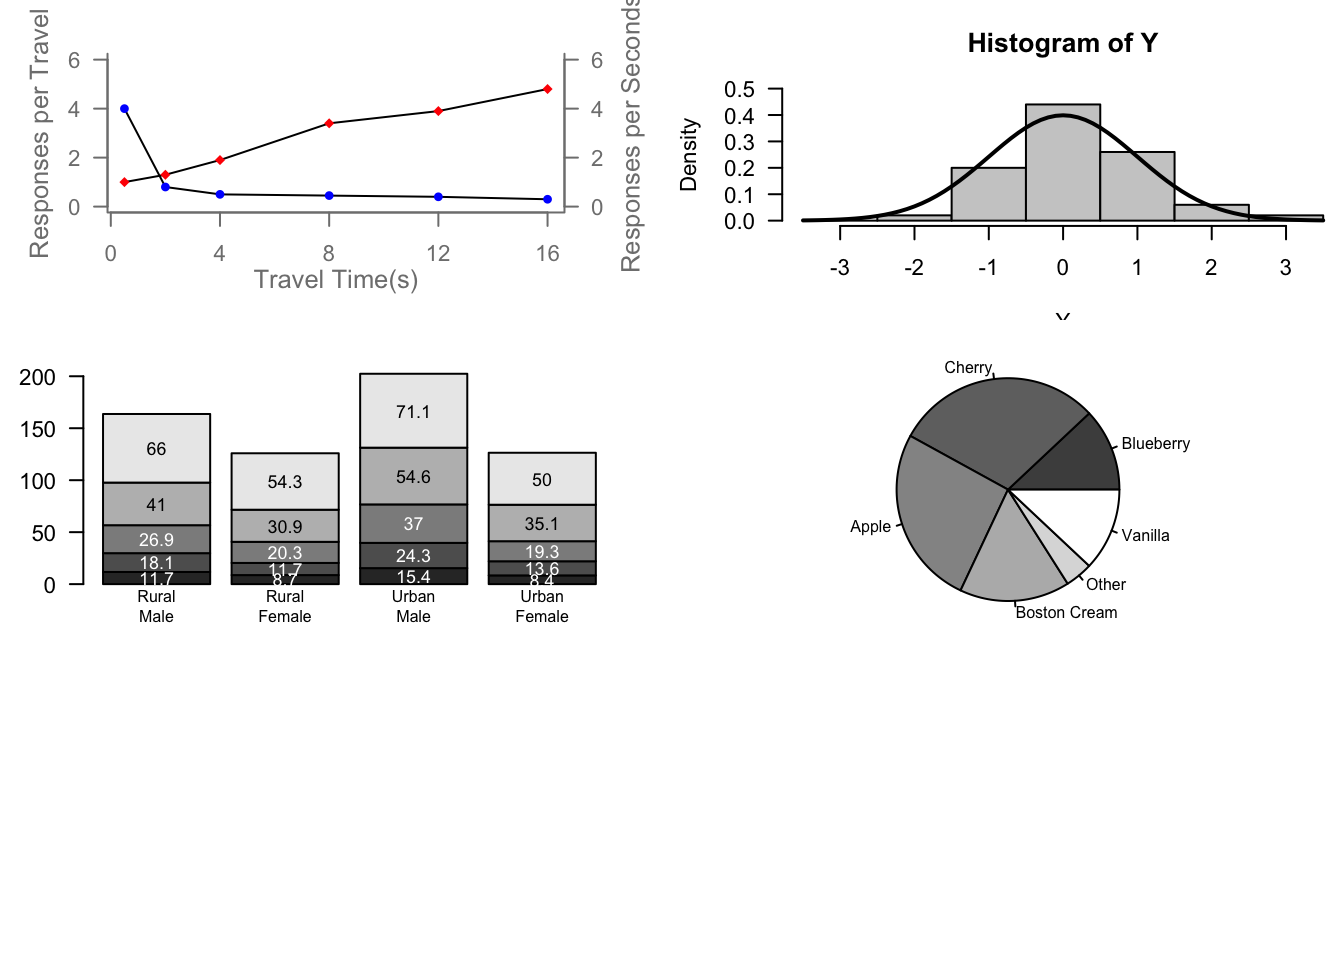 Responses per Travel
6
4
2
0
0 4 8 12 16
Travel Time(s)
6
4
2
0
Responses per Seconds
Histogram of Y
Density
0.5
0.4
0.3
0.2
0.1
0.0
-3 -2 -1 0 1 2 3
200
150
100
50
0
66
41
26.9
18.1
11.7
54.3
30.9
20.3
11.7
8.7
71.1
54.6
37
24.3
15.4
50
35.1
19.3
13.6
8.4
Rural
Male
Rural
Female
Urban
Male
Urban
Female
Cherry
Blueberry
Apple
Vanilla
Other
Boston Cream